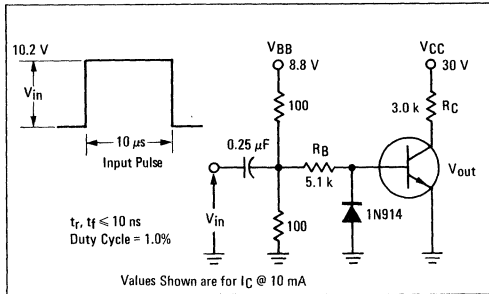 10.2 V
Vin
10 μs
Input Pulse
tr, tf ⩽ 10 ns
Duty Cycle = 1.0%
VBB
8.8 V
100
0.25 μF
RB
5.1 k
Vin
100
1N914
VCC
30 V
3.0 k
RC
Vout
Values Shown are for IC @ 10 mA